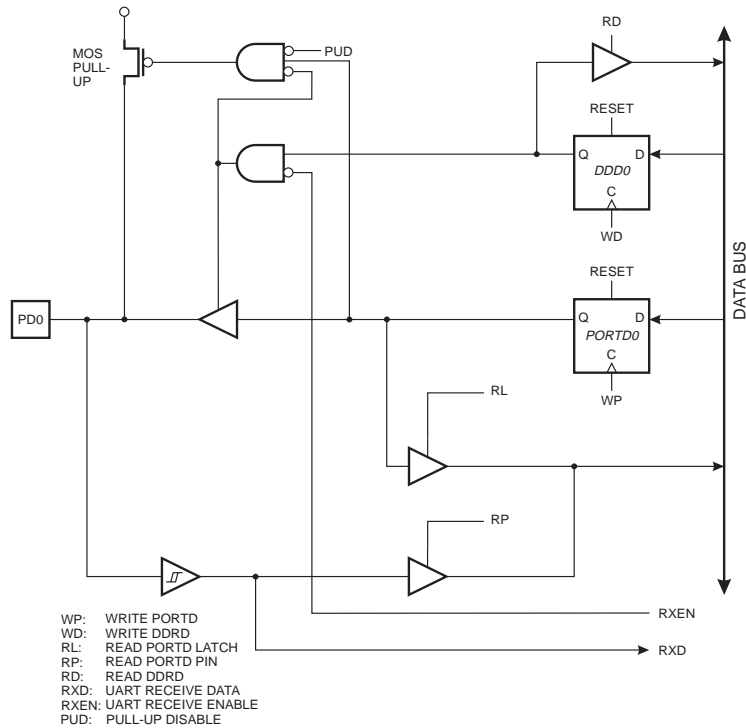 MOS
PULL-
UP
PUD
RD
RESET
Q D
DDD0
C
WD
RESET
PD0
Q D
PORTD0
C
WP
DATA BUS
RL
RP
RXEN
RXD
WP: WRITE PORTD
WD: WRITE DDRD
RL: READ PORTD LATCH
RP: READ PORTD PIN
RD: READ DDRD
RXD: UART RECEIVE DATA
RXEN: UART RECEIVE ENABLE
PUD: PULL-UP DISABLE